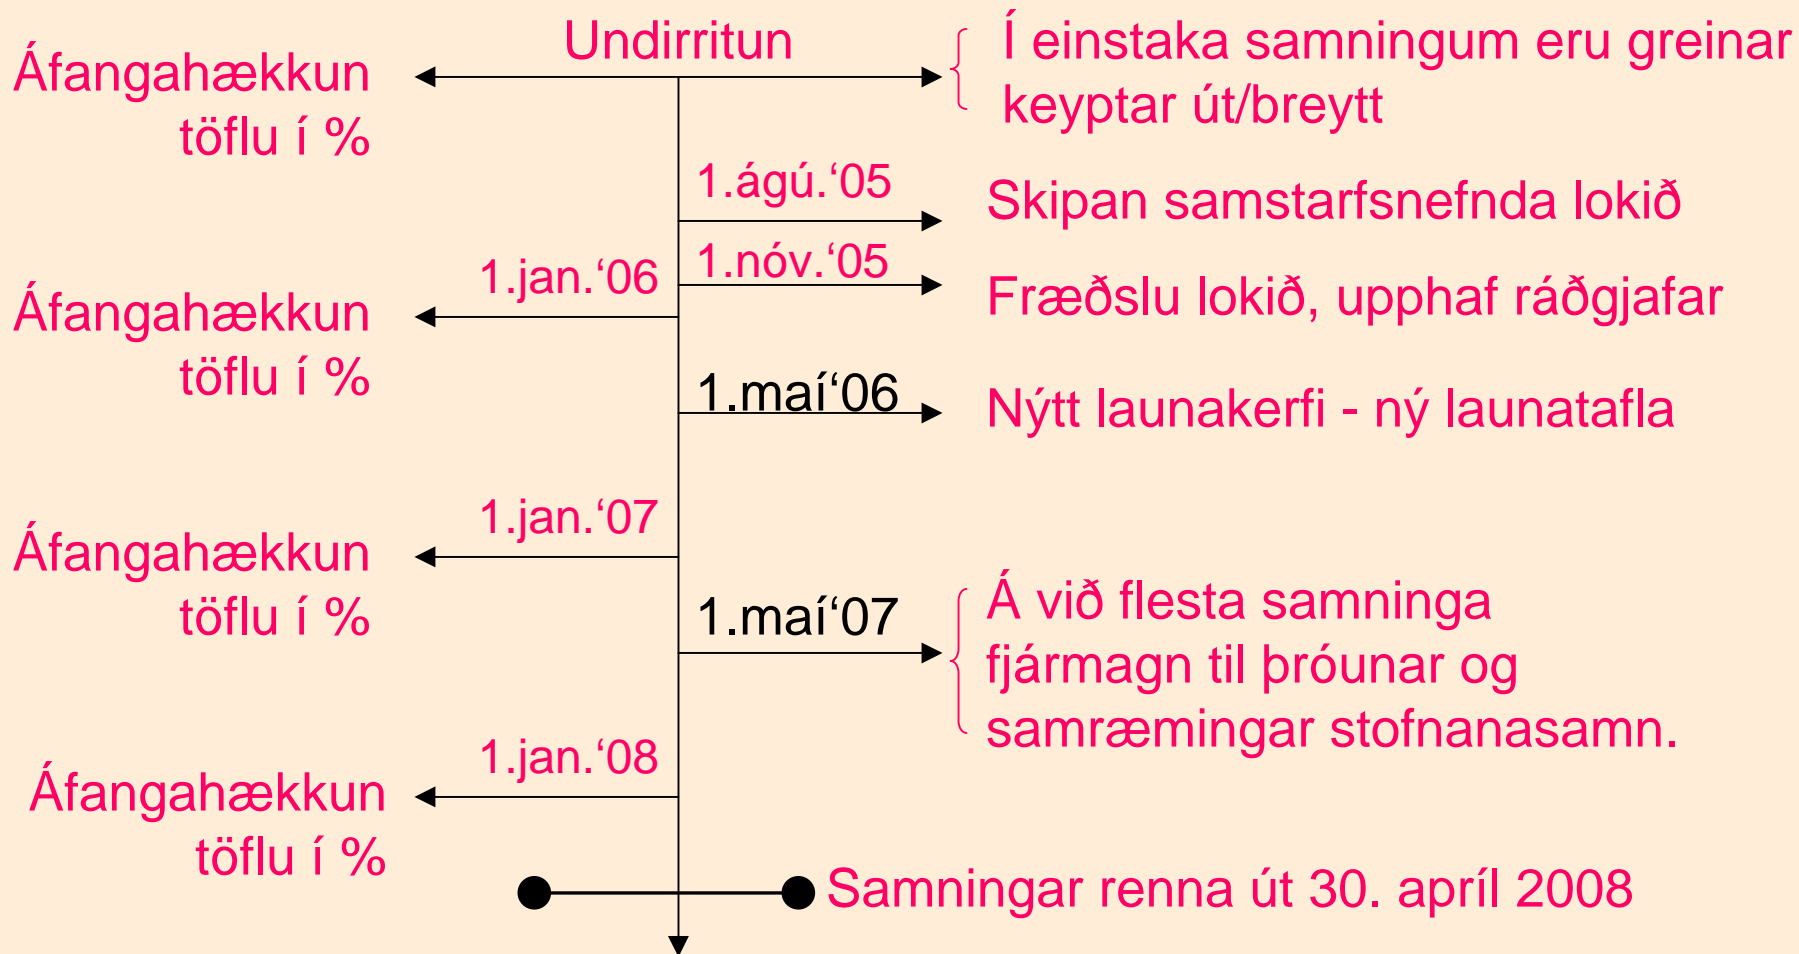 Undirritun
Áfangahækkun
töflu í %
Í einstaka samningum eru greinar
keyptar út/breytt
1.ágú.‘05
Skipan samstarfsnefnda lokið
1.nóv.‘05
Fræðslu lokið, upphaf ráðgjafar
1.jan.‘06
Áfangahækkun
töflu í %
1.maí‘06
Nýtt launakerfi - ný launatafla
1.jan.‘07
Áfangahækkun
töflu í %
1.maí‘07
Á við flesta samninga
fjármagn til þróunar og
samræmingar stofnanasamn.
1.jan.‘08
Áfangahækkun
töflu í %
Samningar renna út 30. apríl 2008